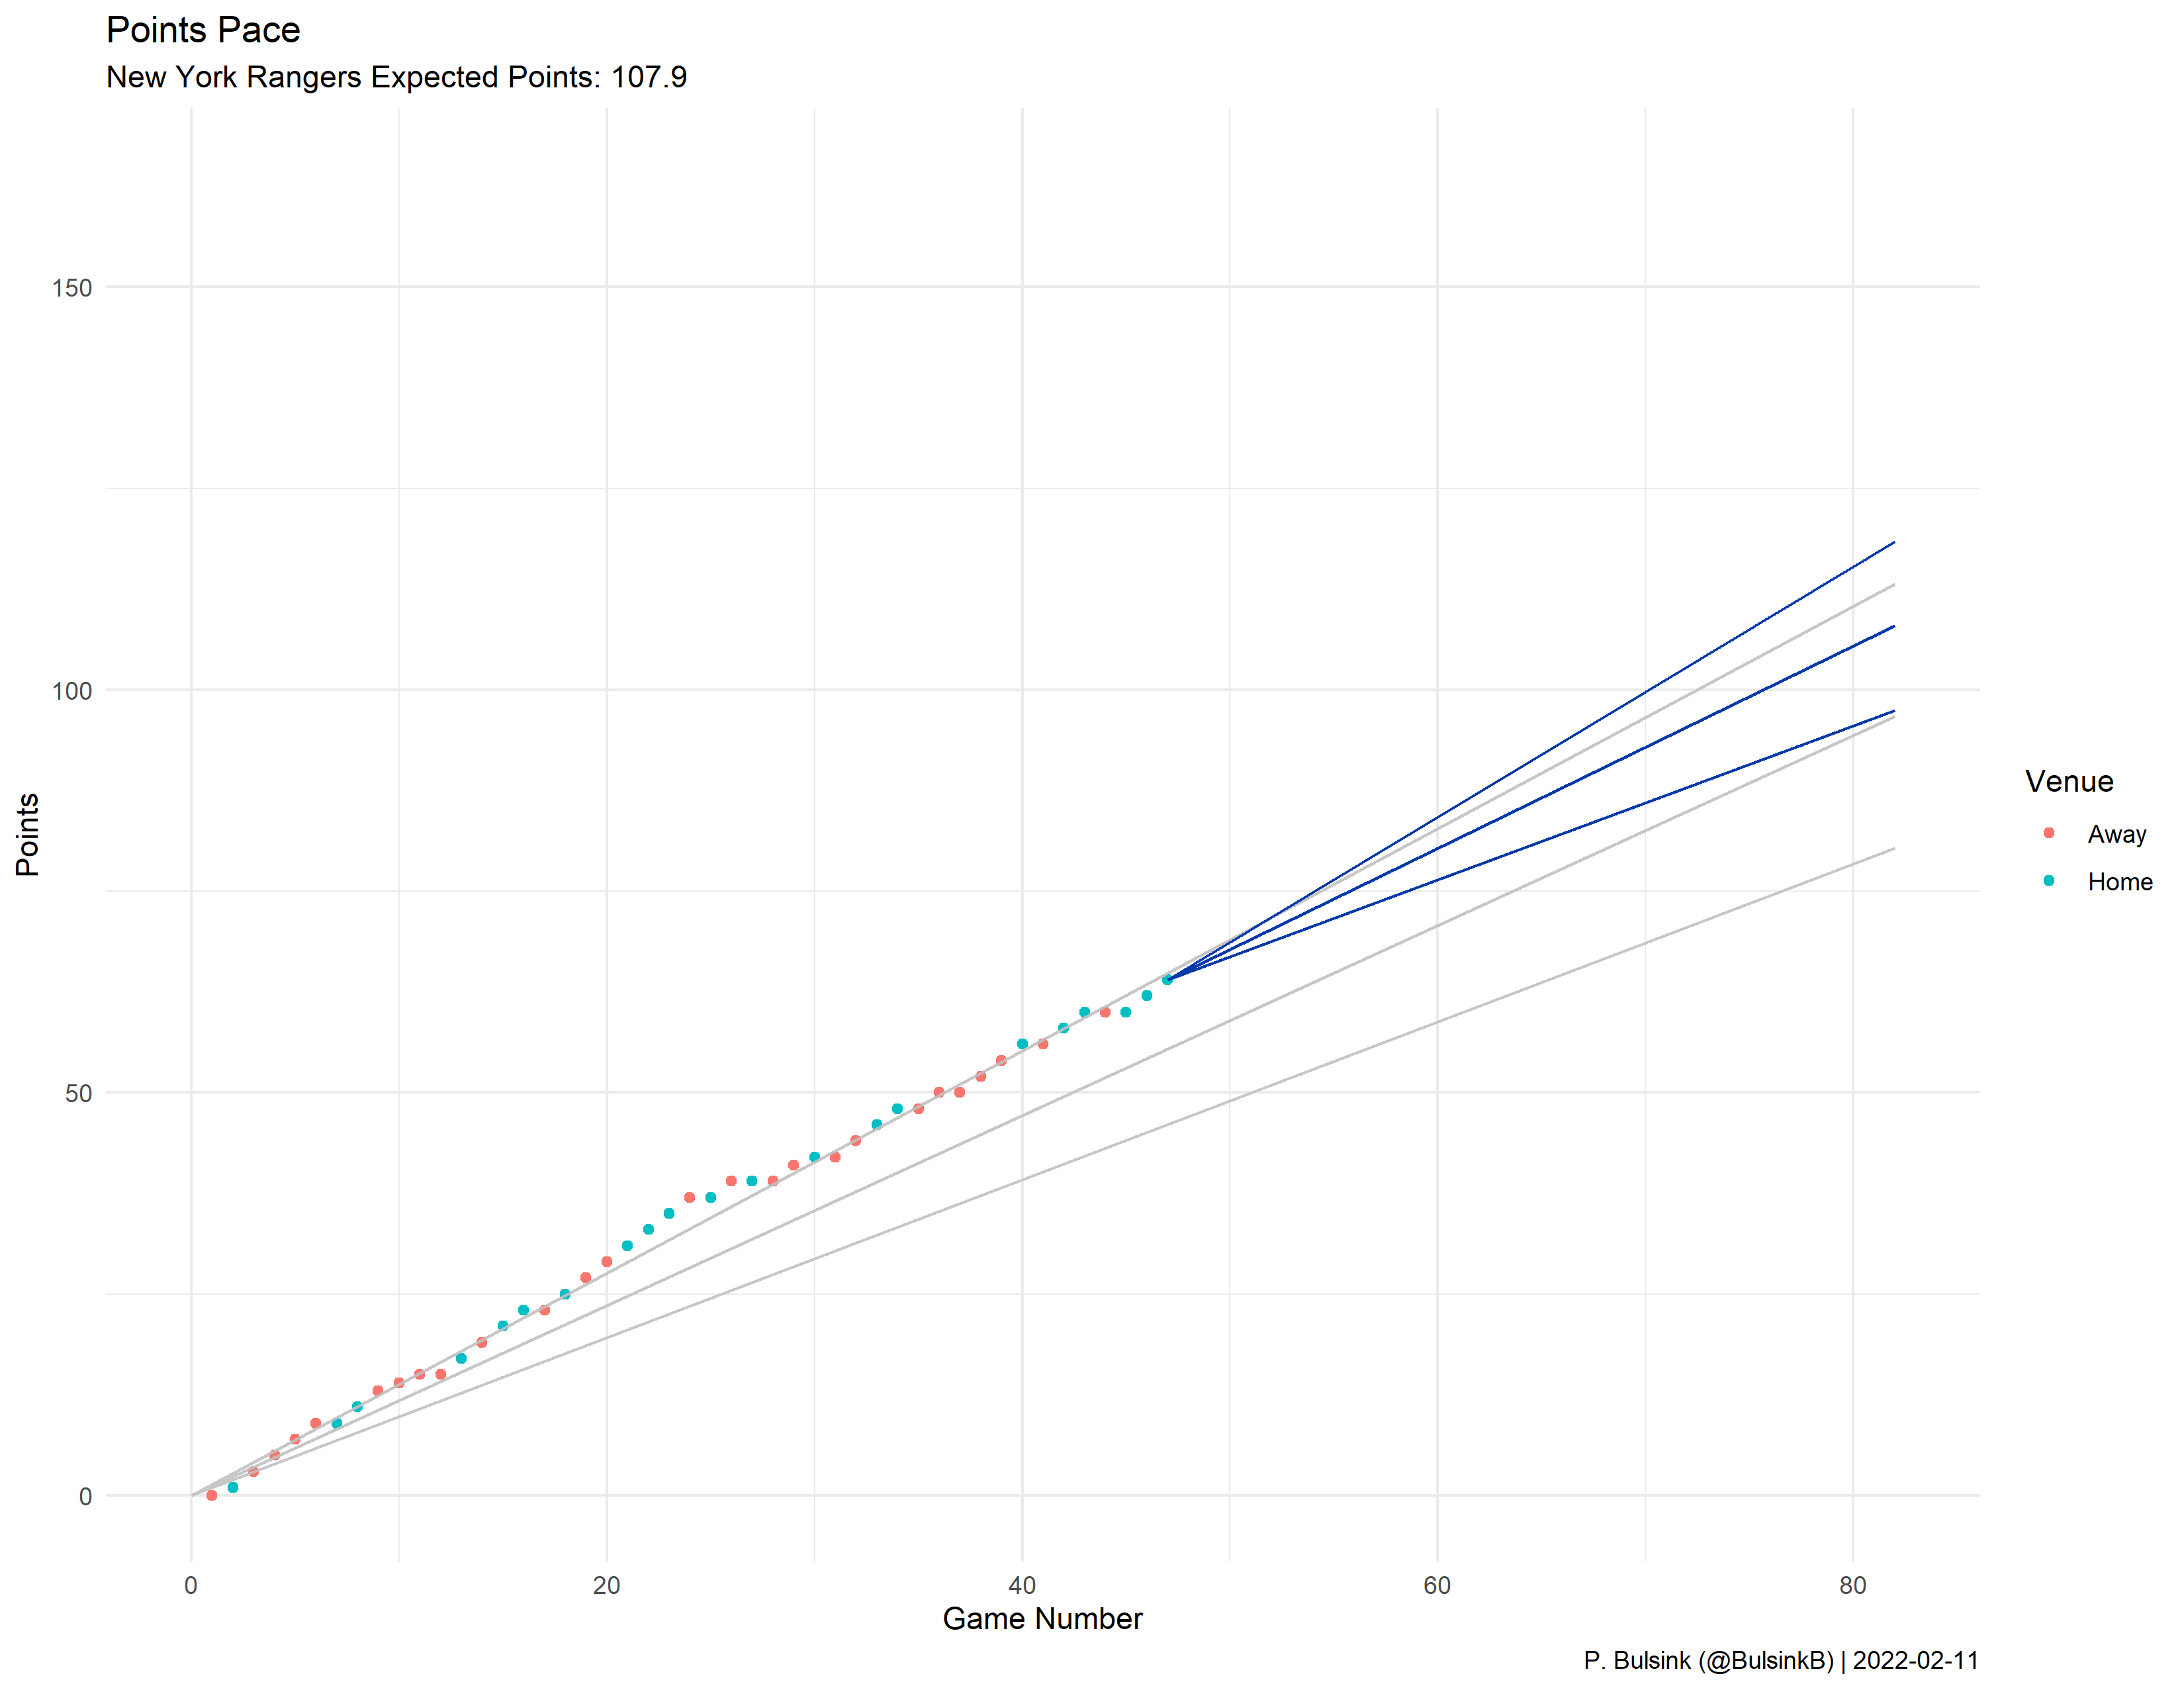 Points Pace
New York Rangers Expected Points: 107.9
150
100
50
0
Points
0 20 40 60 80
Game Number
Venue
Away
Home
P. Bulsink (@BulsinkB) | 2022-02-11